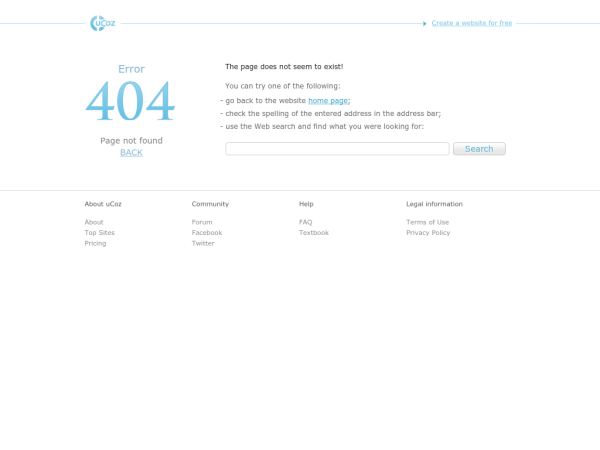 uCoz
Create a website for free
Error
404
Page not found
BACK
The page does not seem to exist!
You can try one of the following:
- go back to the website home page;
- check the spelling of the entered address in the address bar;
- use the Web search and find what you were looking for:
Search
About uCoz
About
Top Sites
Pricing
Community
Forum
Facebook
Twitter
Help
FAQ
Textbook
Legal information
Terms of Use
Privacy Policy